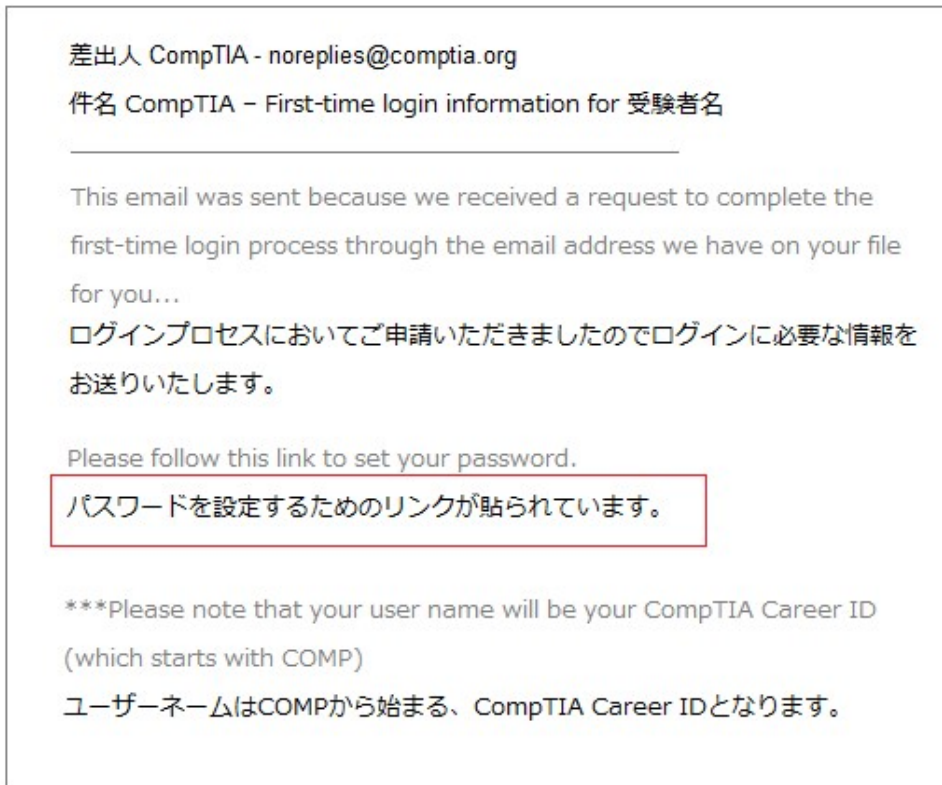 差出人 CompTIA - noreplies@comptia.org
件名 CompTIA – First-time login information for 受験者名
This email was sent because we received a request to complete the
first-time login process through the email address we have on your file
for you...
ログインプロセスにおいてご申請いただきましたのでログインに必要な情報を
お送りいたします。
Please follow this link to set your password.
パスワードを設定するためのリンクが貼られています。
***Please note that your user name will be your CompTIA Career ID
(which starts with COMP)
ユーザーネームはCOMPから始まる、CompTIA Career IDとなります。